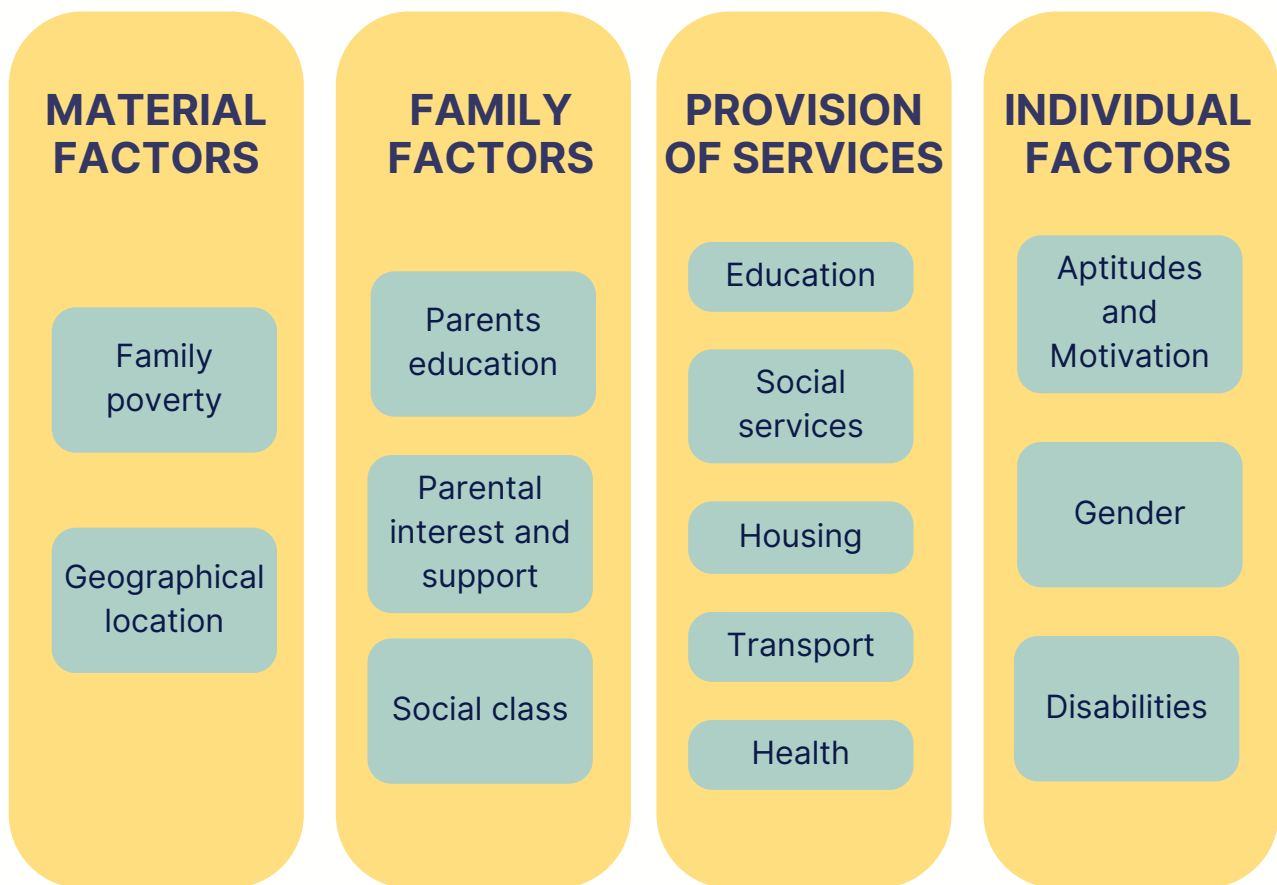 MATERIAL
FACTORS
Family
poverty
Geographical
location
FAMILY
FACTORS
Parents
education
Parental
interest and
support
Social class
PROVISION
OF SERVICES
Education
Social
services
Housing
Transport
Health
INDIVIDUAL
FACTORS
Aptitudes
and
Motivation
Gender
Disabilities